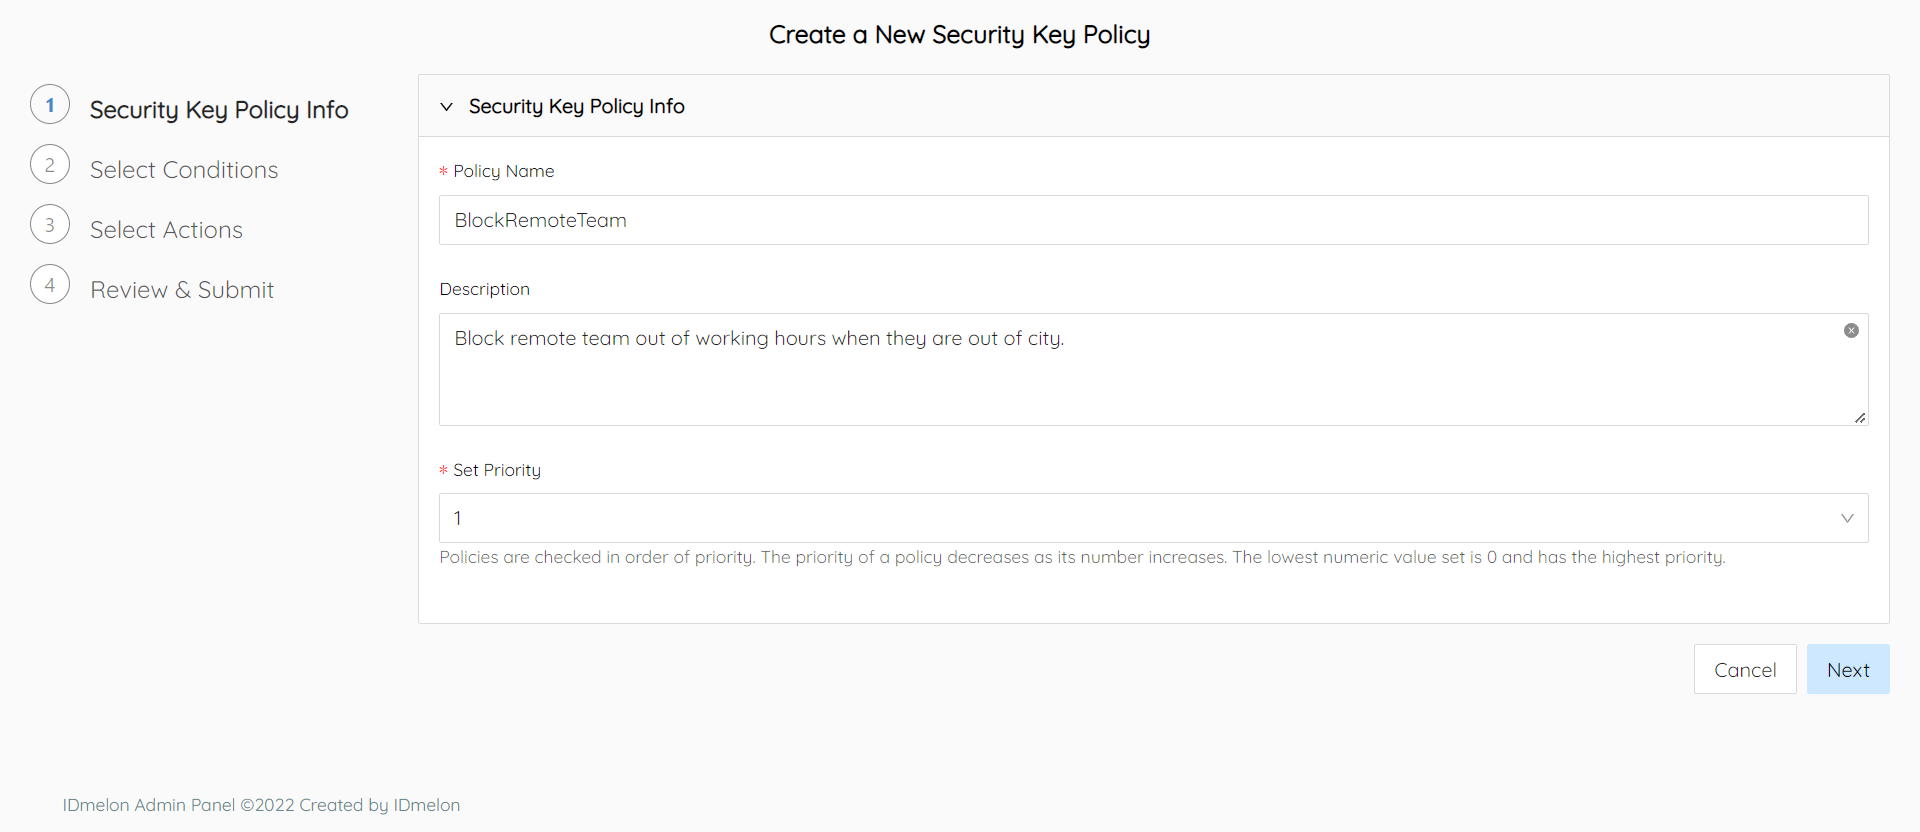 Create a New Security Key Policy
1 Security Key Policy Info
2 Select Conditions
3 Select Actions
4 Review & Submit
Security Key Policy Info
* Policy Name
BlockRemoteTeam
Description
Block remote team out of working hours when they are out of city.
* Set Priority
1
Policies are checked in order of priority. The priority of a policy decreases as its number increases. The lowest numeric value set is 0 and has the highest priority.
Cancel Next
IDmelon Admin Panel ©2022 Created by IDmelon